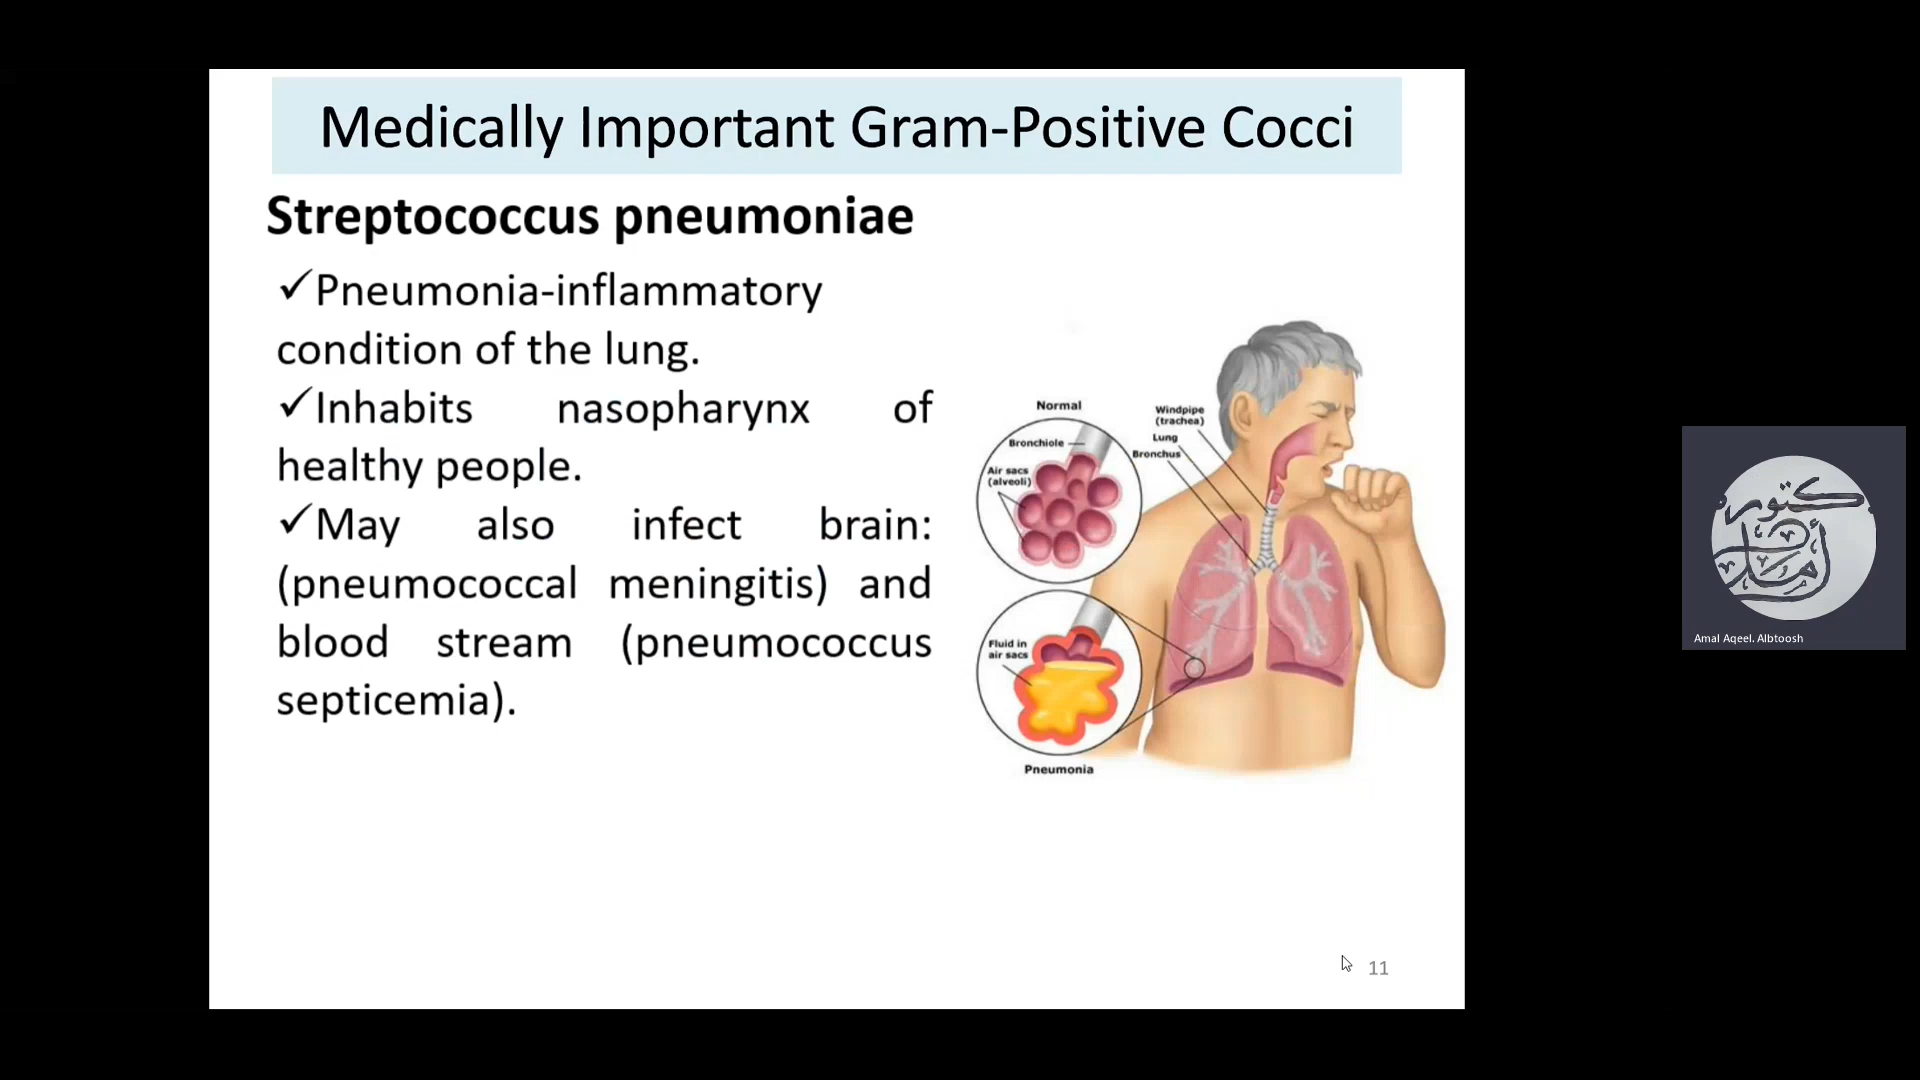 Medically Important Gram-Positive Cocci
Streptococcus pneumoniae
✓Pneumonia-inflammatory
condition of the lung.
✓Inhabits nasopharynx of
healthy people.
✓May also infect brain:
(pneumococcal meningitis) and
blood stream (pneumococcus
septicemia).
Normal
Bronchiole
Air sacs
(alveoli)
Windpipe
(trachea)
Lung
Bronchus
Fluid in
air sacs
Pneumonia
11
دكتوره
أمل
Amal Aqeel. Albtoosh